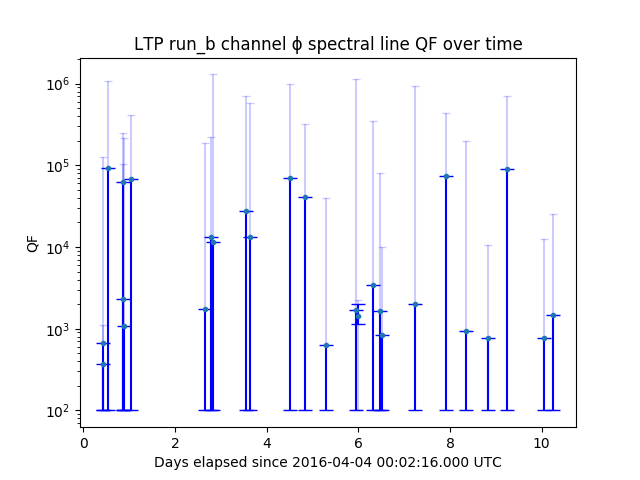 LTP run_b channel ϕ spectral line QF over time
10⁶
10⁵
10⁴
10³
10²
QF
0 2 4 6 8 10
Days elapsed since 2016-04-04 00:02:16.000 UTC